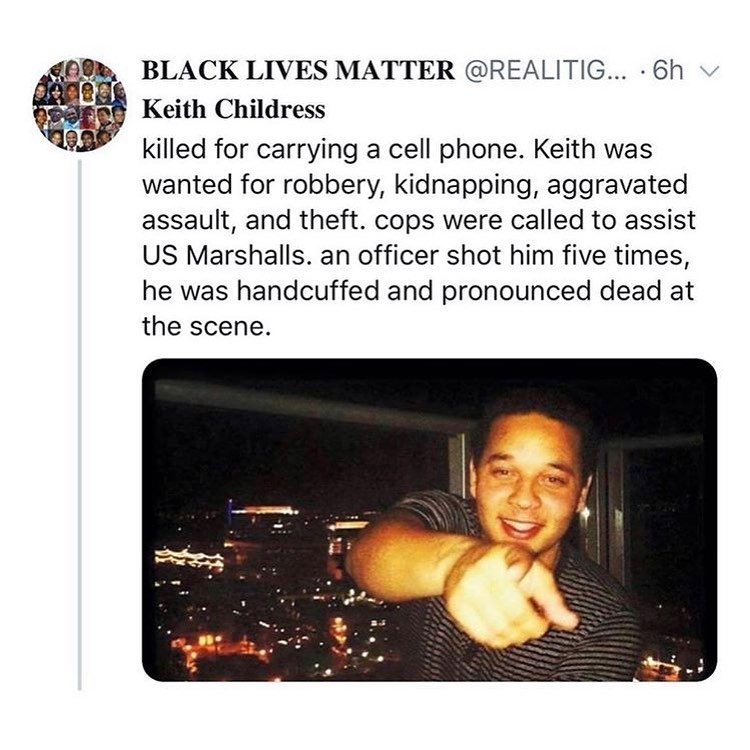 BLACK LIVES MATTER @REALITIG... · 6h
Keith Childress
killed for carrying a cell phone. Keith was
wanted for robbery, kidnapping, aggravated
assault, and theft. cops were called to assist
US Marshalls. an officer shot him five times,
he was handcuffed and pronounced dead at
the scene.